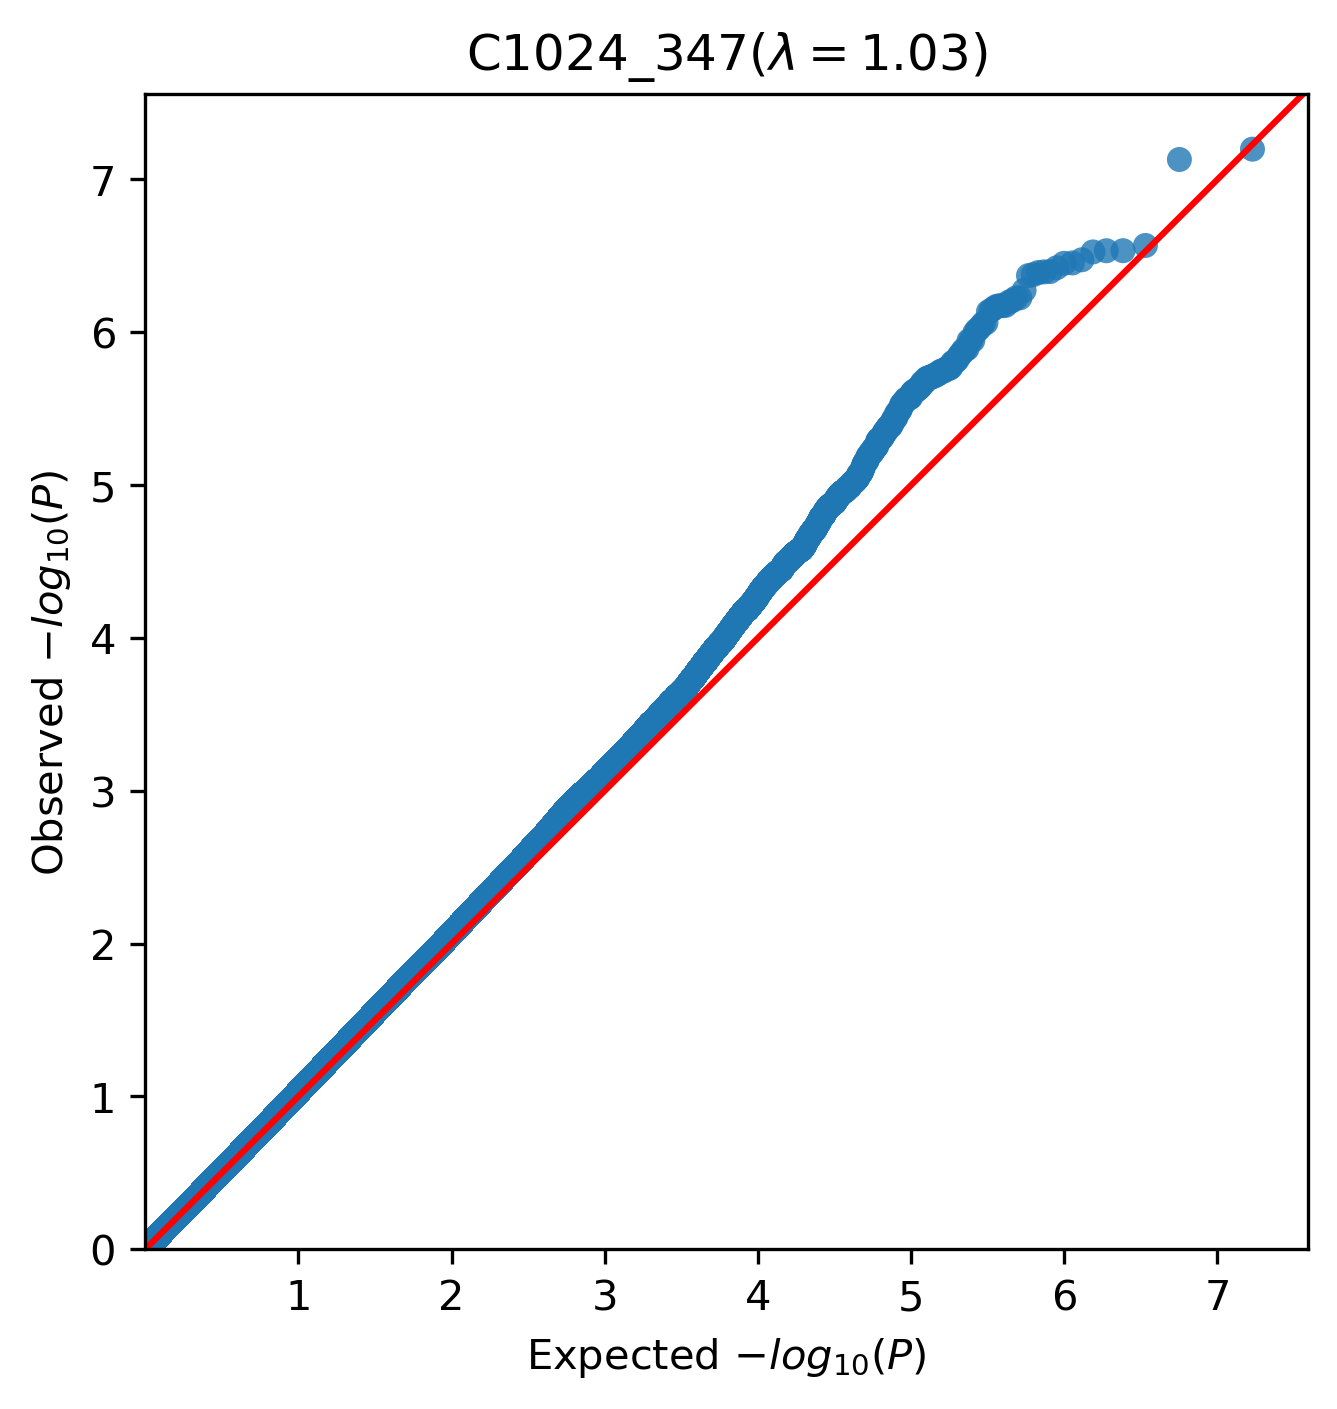 C1024_347(λ = 1.03)
7
6
5
4
3
2
1
0
Observed −log₁₀(P)
1 2 3 4 5 6 7
Expected −log₁₀(P)